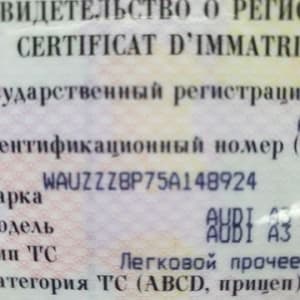 ВИДЕТЕЛЬСТВО О РЕГИС
CERTIFICAT D'IMMATRI
сударственный регистрацио
ентификационный номер (
WAUZZZ8P75A148924
арка AUDI A3
одель AUDI A3
ип ТС Легковой прочее
атегория ТС (ABCD, прицеп)